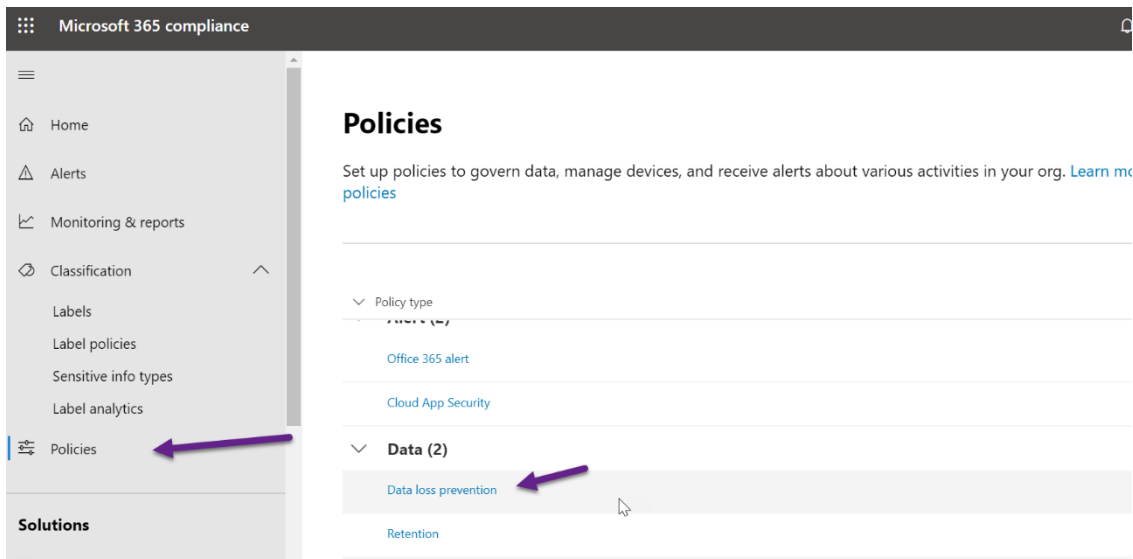 Microsoft 365 compliance
Home
Alerts
Monitoring & reports
Classification
Labels
Label policies
Sensitive info types
Label analytics
Policies
Solutions
Policies
Set up policies to govern data, manage devices, and receive alerts about various activities in your org. Learn mo
policies
Policy type
Alert (2)
Office 365 alert
Cloud App Security
Data (2)
Data loss prevention
Retention